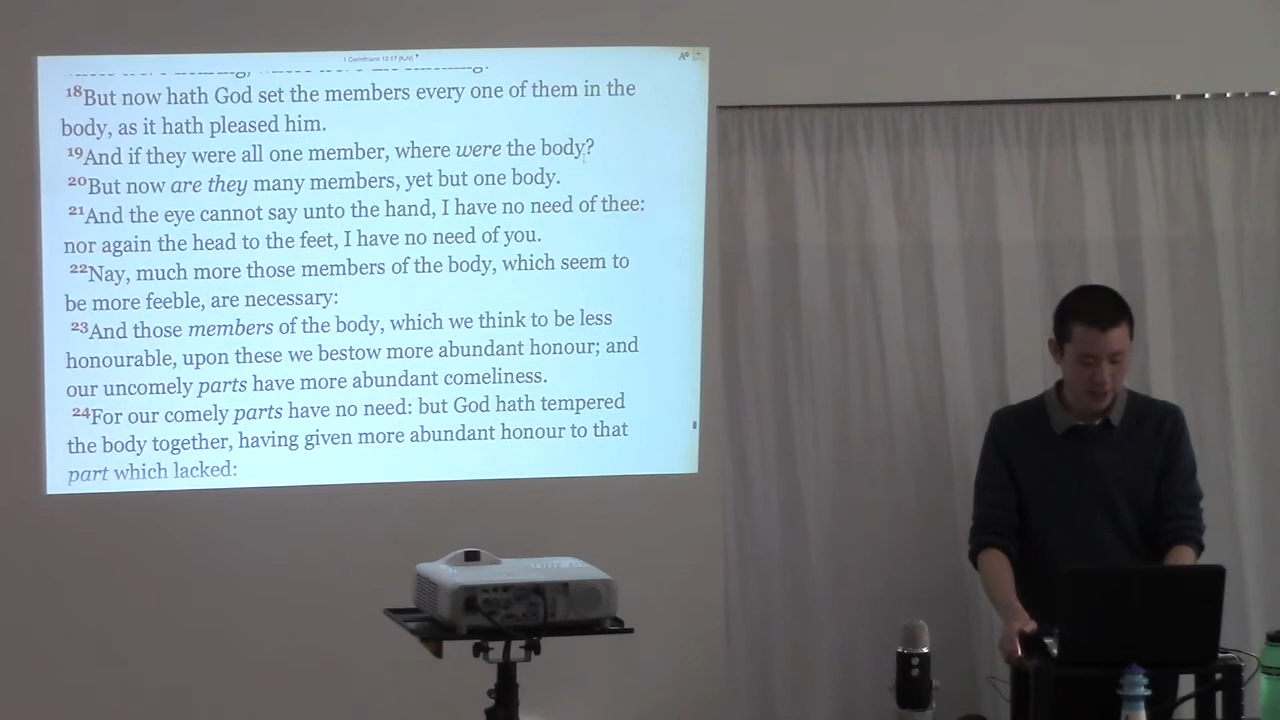 1 Corinthians 12:17 (KJV)
18But now hath God set the members every one of them in the
body, as it hath pleased him.
19And if they were all one member, where were the body?
20But now are they many members, yet but one body.
21And the eye cannot say unto the hand, I have no need of thee:
nor again the head to the feet, I have no need of you.
22Nay, much more those members of the body, which seem to
be more feeble, are necessary:
23And those members of the body, which we think to be less
honourable, upon these we bestow more abundant honour; and
our uncomely parts have more abundant comeliness.
24For our comely parts have no need: but God hath tempered
the body together, having given more abundant honour to that
part which lacked: